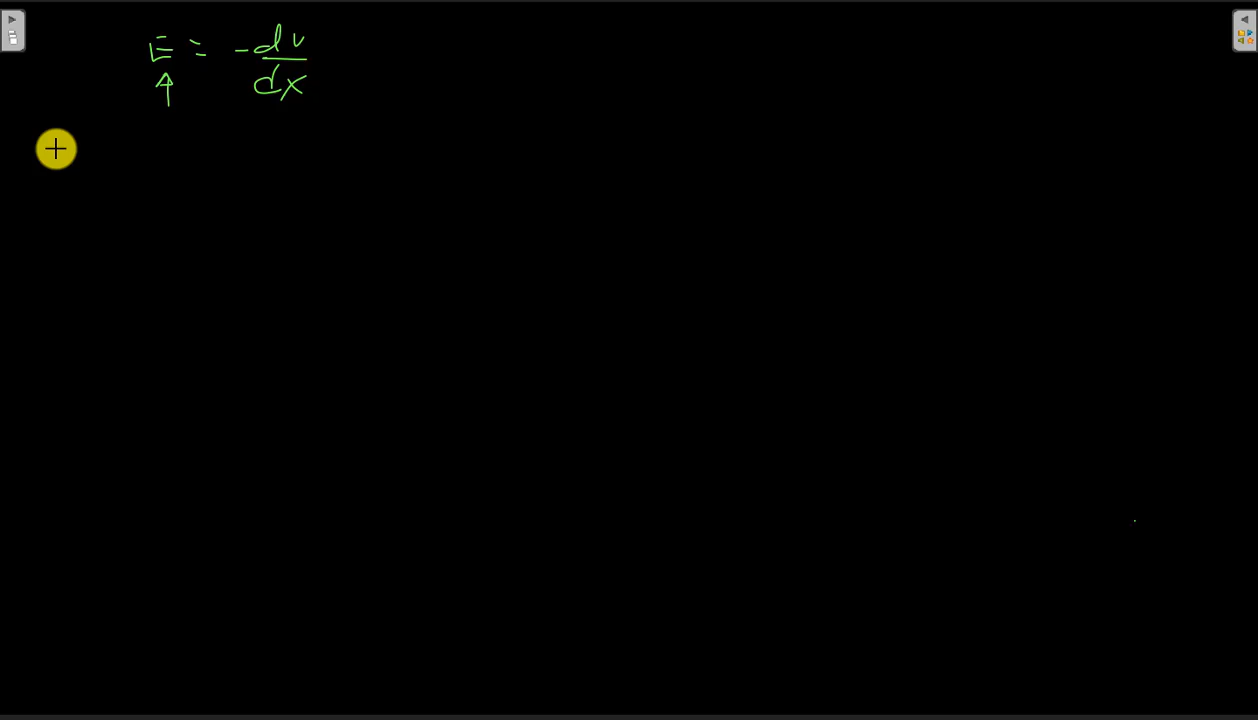 E = -dv/dx
↑